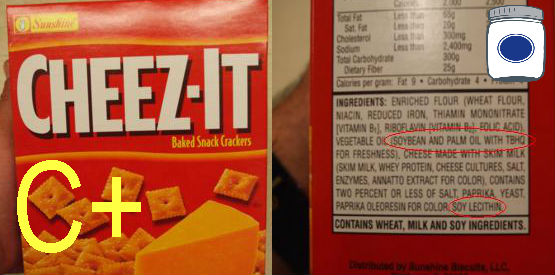 Sunshine
CHEEZ-IT
Baked Snack Crackers
C+
Calories 2,000 2,500
Total Fat Less than 65g
Sat. Fat Less than 20g
Cholesterol Less than 300mg
Sodium Less than 2,400mg
Total Carbohydrate 300g
Dietary Fiber 25g
Calories per gram: Fat 9 • Carbohydrate 4 •
INGREDIENTS: ENRICHED FLOUR (WHEAT FLOUR,
NIACIN, REDUCED IRON, THIAMIN MONONITRATE
[VITAMIN B₁], RIBOFLAVIN [VITAMIN B₂], FOLIC ACID),
VEGETABLE OIL (SOYBEAN AND PALM OIL WITH TBHQ
FOR FRESHNESS), CHEESE MADE WITH SKIM MILK
(SKIM MILK, WHEY PROTEIN, CHEESE CULTURES, SALT,
ENZYMES, ANNATTO EXTRACT FOR COLOR), CONTAINS
TWO PERCENT OR LESS OF SALT, PAPRIKA, YEAST,
PAPRIKA OLEORESIN FOR COLOR, SOY LECITHIN.
CONTAINS WHEAT, MILK AND SOY INGREDIENTS.
Distributed by Sunshine Biscuits, LLC,